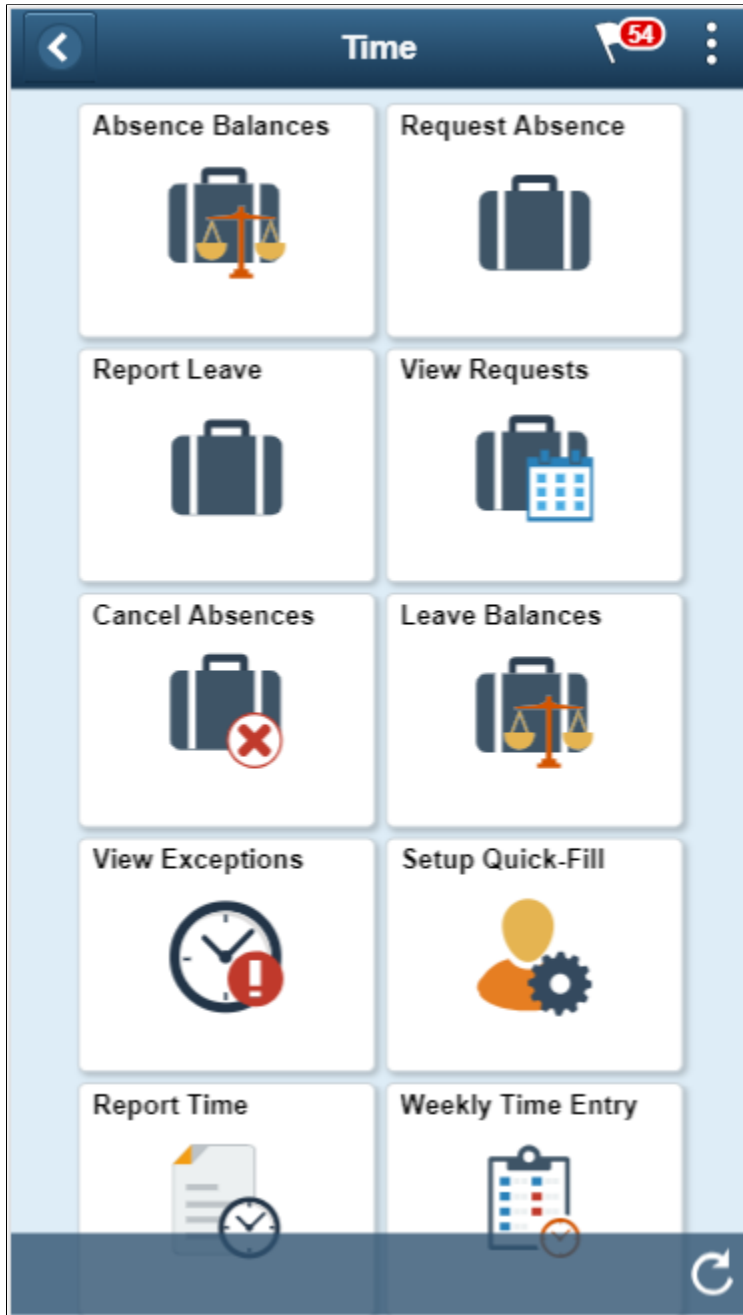 Time
54
Absence Balances
Request Absence
Report Leave
View Requests
Cancel Absences
Leave Balances
View Exceptions
Setup Quick-Fill
Report Time
Weekly Time Entry